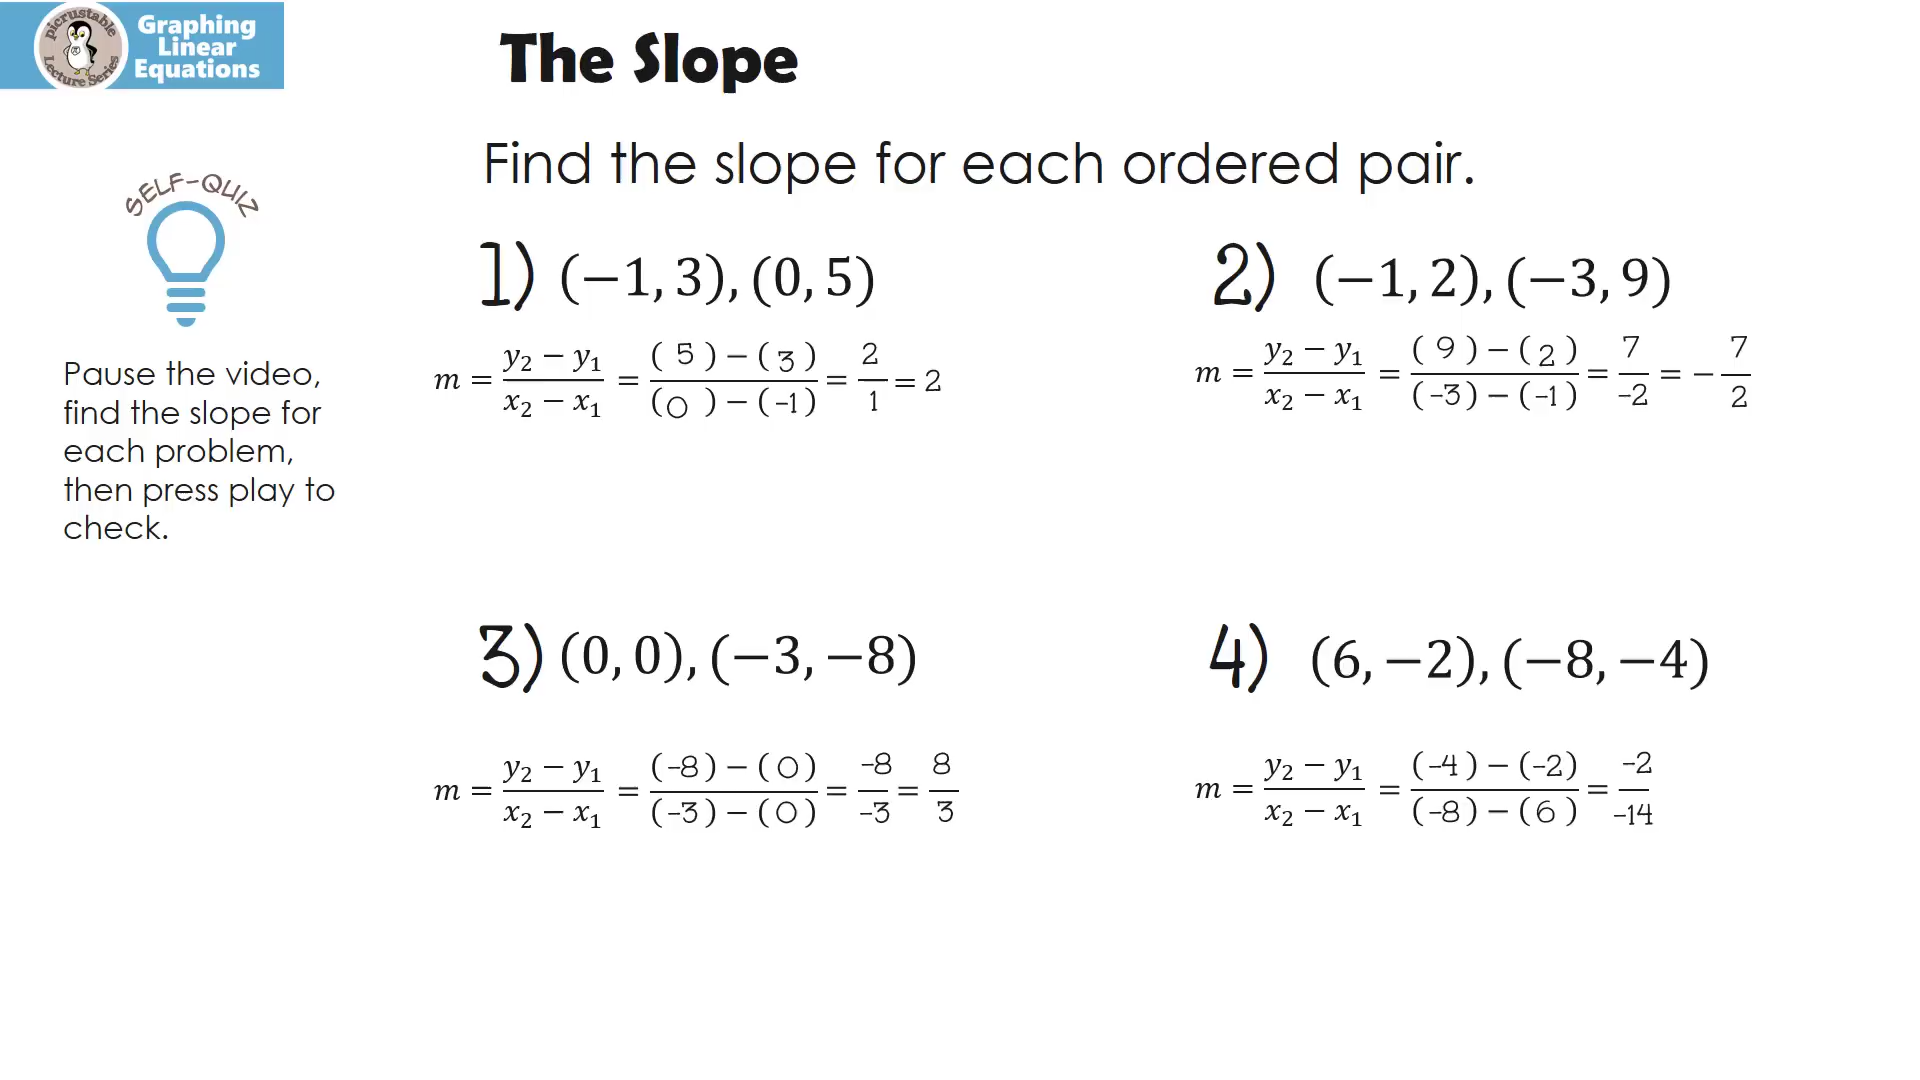 picrustable
Lecture Series
Graphing
Linear
Equations
The Slope
Find the slope for each ordered pair.
SELF-QUIZ
Pause the video,
find the slope for
each problem,
then press play to
check.
1) (−1, 3), (0, 5)
m = y₂ − y₁ / x₂ − x₁ = (5) − (3) / (0) − (-1) = 2 / 1 = 2
2) (−1, 2), (−3, 9)
m = y₂ − y₁ / x₂ − x₁ = (9) − (2) / (-3) − (-1) = 7 / -2 = − 7 / 2
3) (0, 0), (−3, −8)
m = y₂ − y₁ / x₂ − x₁ = (-8) − (0) / (-3) − (0) = -8 / -3 = 8 / 3
4) (6, −2), (−8, −4)
m = y₂ − y₁ / x₂ − x₁ = (-4) − (-2) / (-8) − (6) = -2 / -14